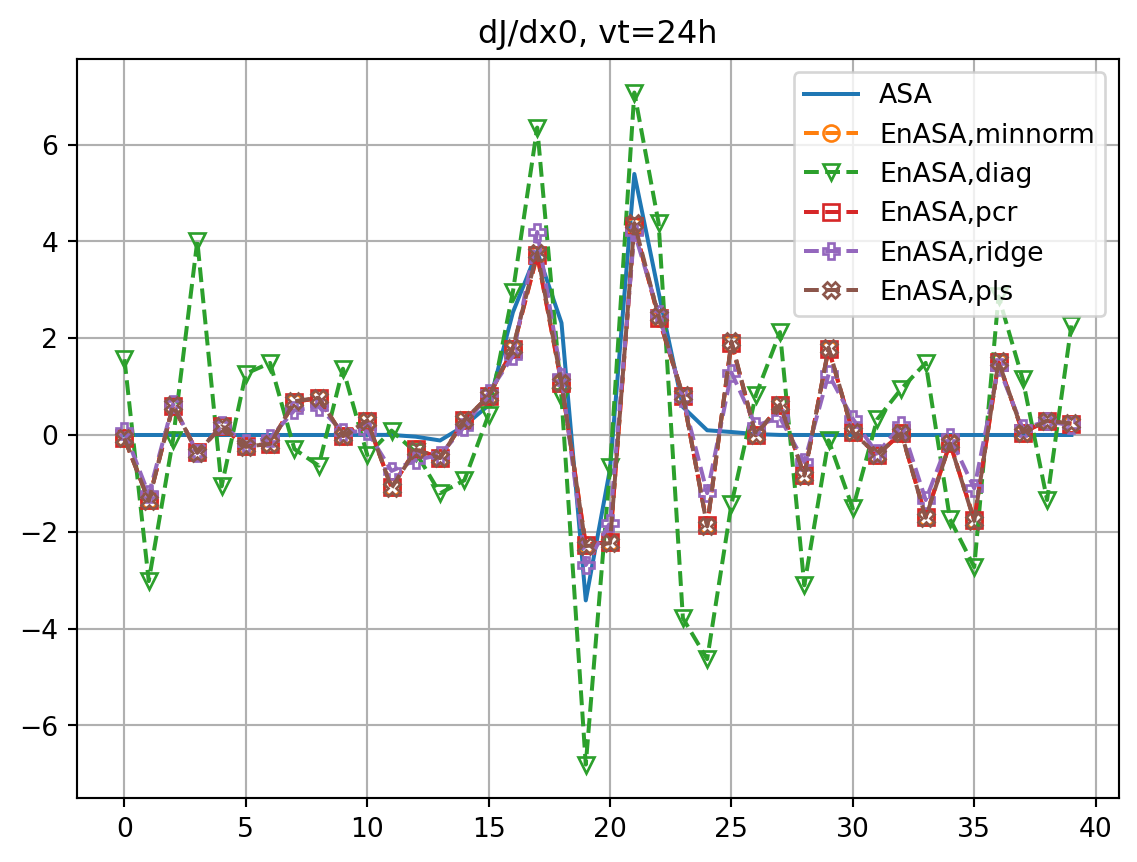 dJ/dx0, vt=24h
ASA
EnASA,minnorm
EnASA,diag
EnASA,pcr
EnASA,ridge
EnASA,pls
6
4
2
0
−2
−4
−6
0 5 10 15 20 25 30 35 40